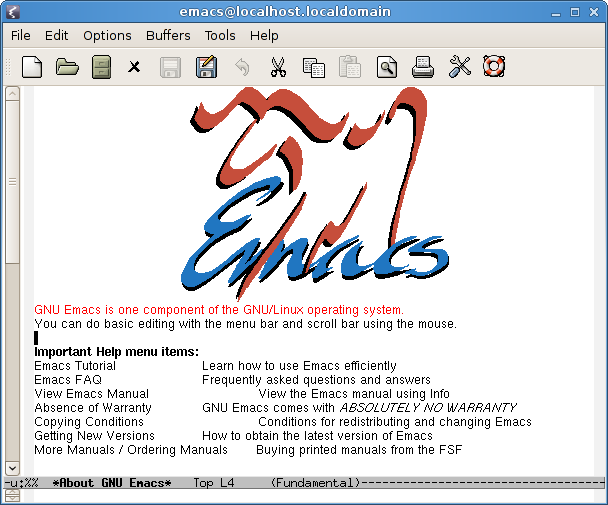 emacs@localhost.localdomain
File Edit Options Buffers Tools Help
Emacs
GNU Emacs is one component of the GNU/Linux operating system.
You can do basic editing with the menu bar and scroll bar using the mouse.
Important Help menu items:
Emacs Tutorial Learn how to use Emacs efficiently
Emacs FAQ Frequently asked questions and answers
View Emacs Manual View the Emacs manual using Info
Absence of Warranty GNU Emacs comes with ABSOLUTELY NO WARRANTY
Copying Conditions Conditions for redistributing and changing Emacs
Getting New Versions How to obtain the latest version of Emacs
More Manuals / Ordering Manuals Buying printed manuals from the FSF
-u:%% *About GNU Emacs* Top L4 (Fundamental)-----------------------------------